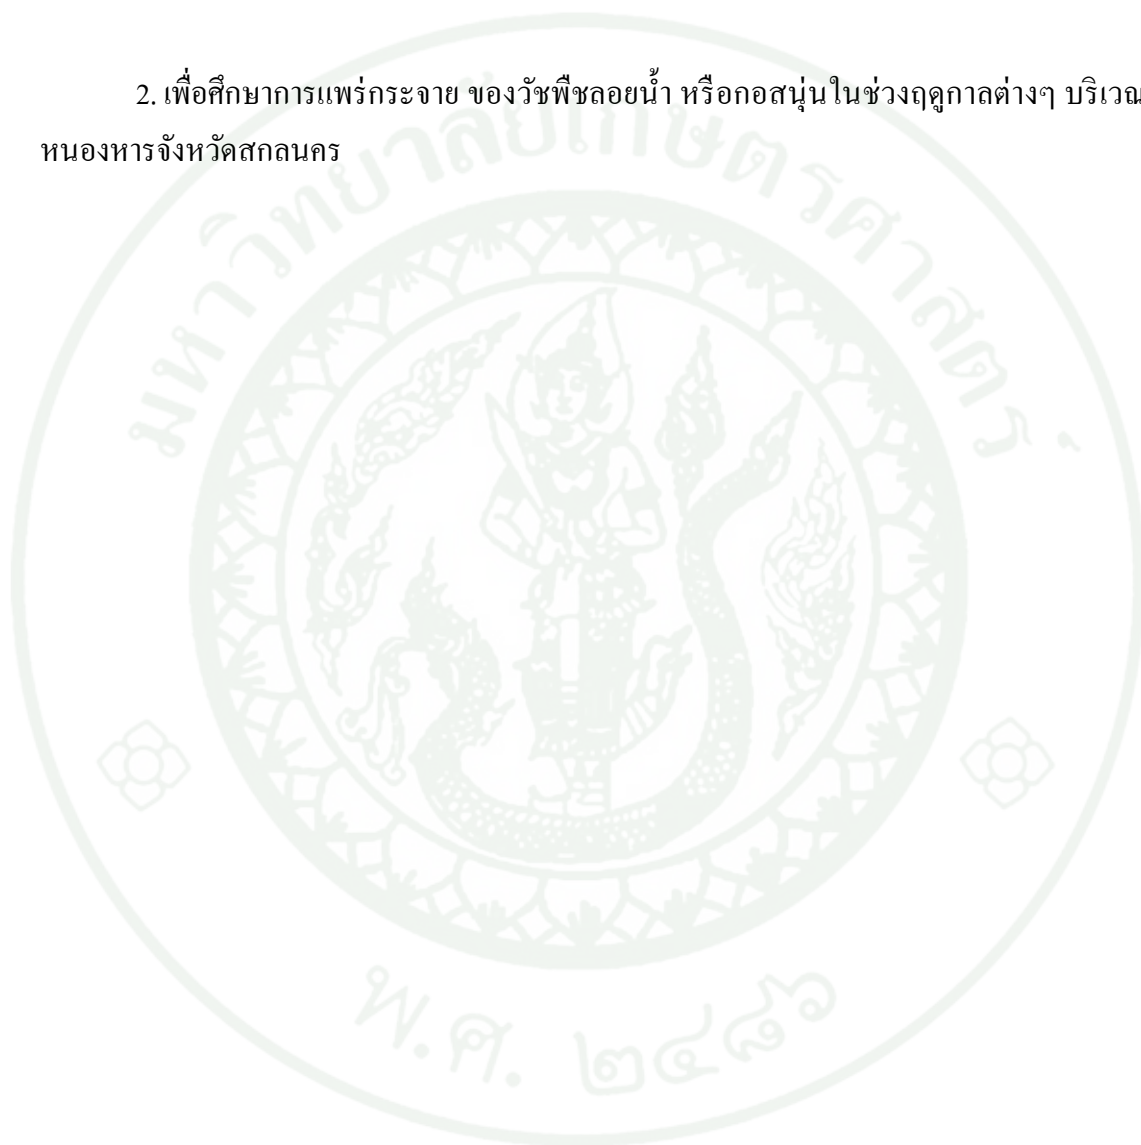 2. เพื่อศึกษาการแพร่กระจาย ของวัชพืชลอยน้ำ หรือกอสนุ่นในช่วงฤดูกาลต่างๆ บริเวณ
หนองหารจังหวัดสกลนคร
มหาวิทยาลัยเกษตรศาสตร์
พ.ศ. ๒๔๘๖